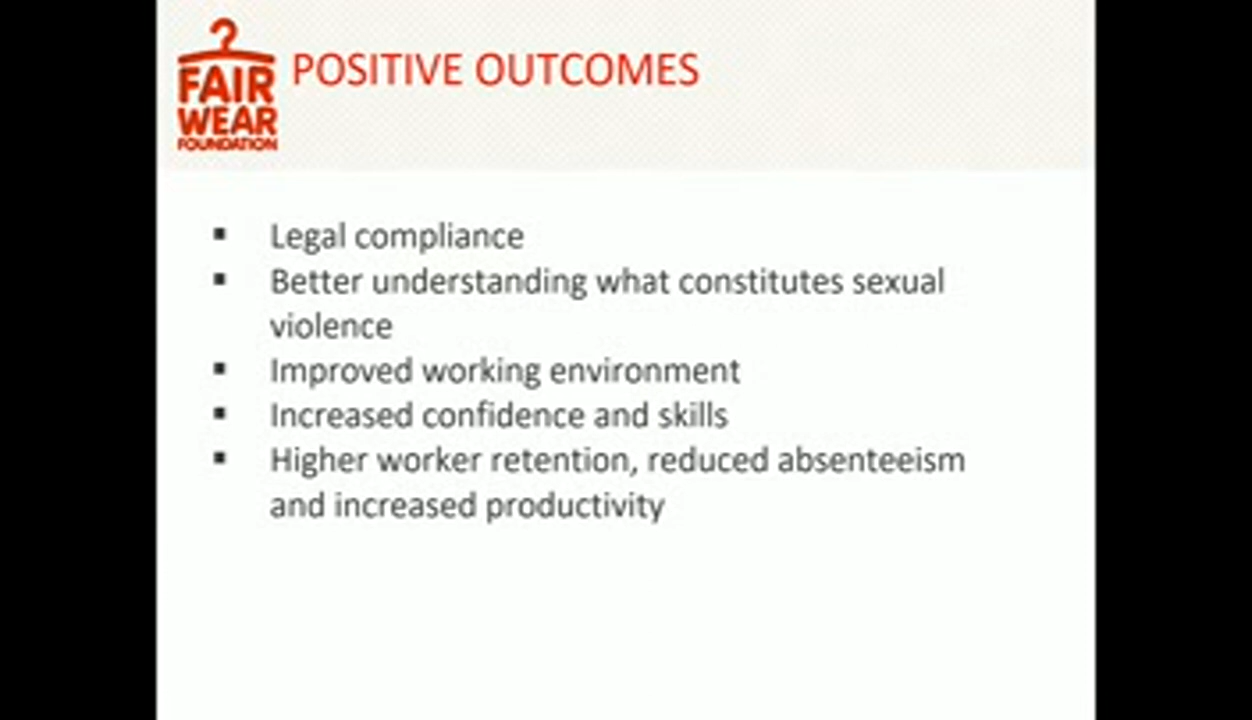 FAIR
WEAR
FOUNDATION
POSITIVE OUTCOMES
▪ Legal compliance
▪ Better understanding what constitutes sexual
violence
▪ Improved working environment
▪ Increased confidence and skills
▪ Higher worker retention, reduced absenteeism
and increased productivity